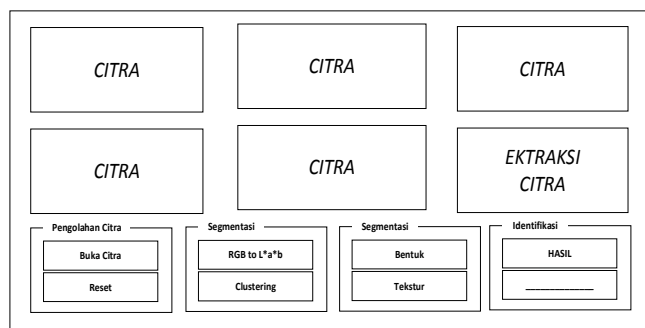 CITRA
CITRA
CITRA
CITRA
CITRA
EKTRAKSI
CITRA
Pengolahan Citra
Buka Citra
Reset
Segmentasi
RGB to L*a*b
Clustering
Segmentasi
Bentuk
Tekstur
Identifikasi
HASIL
______________